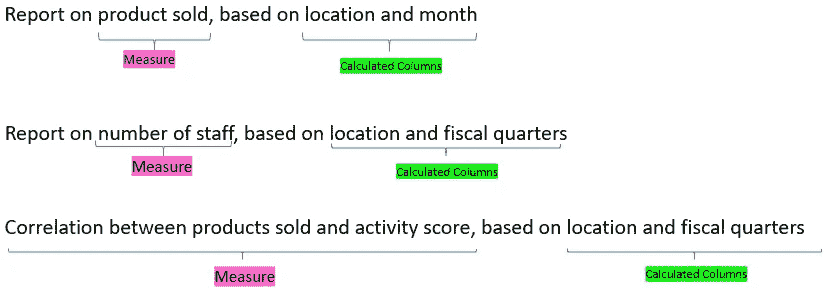 Report on product sold, based on location and month
Measure
Calculated Columns
Report on number of staff, based on location and fiscal quarters
Measure
Calculated Columns
Correlation between products sold and activity score, based on location and fiscal quarters
Measure
Calculated Columns